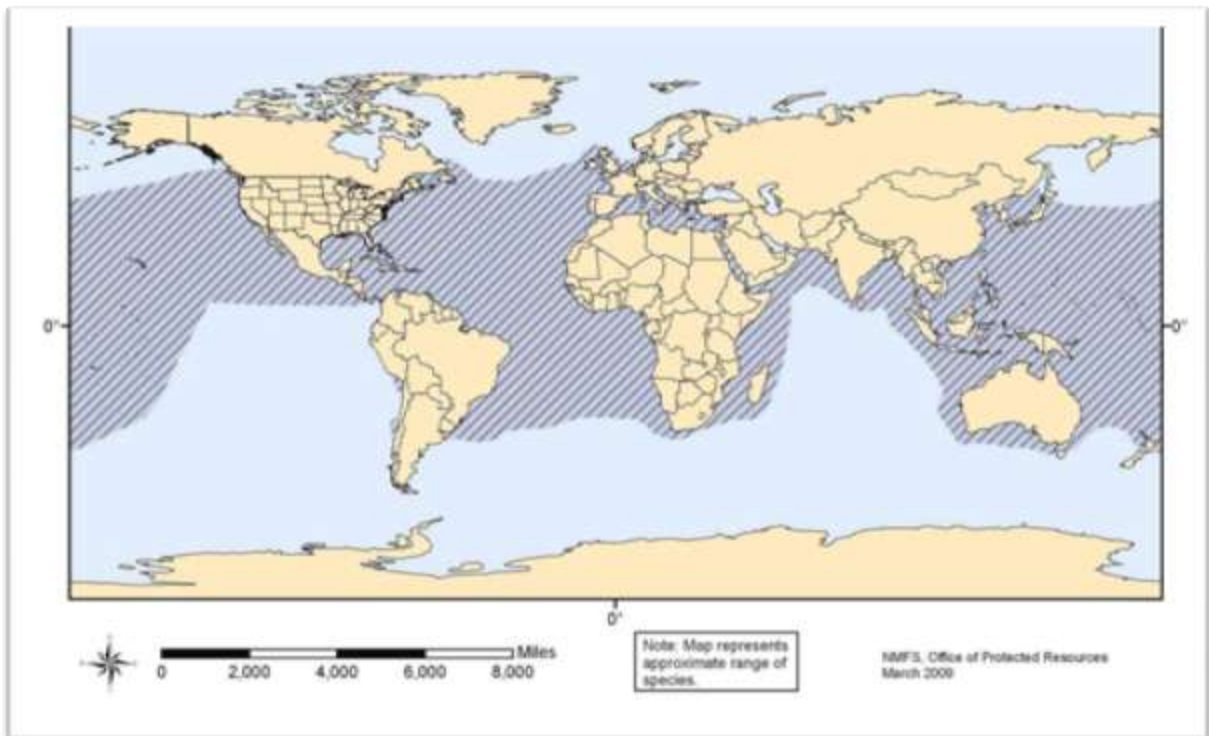 0°
0°
0°
Miles
0 2,000 4,000 6,000 8,000
Note: Map represents
approximate range of
species.
NMFS, Office of Protected Resources
March 2009